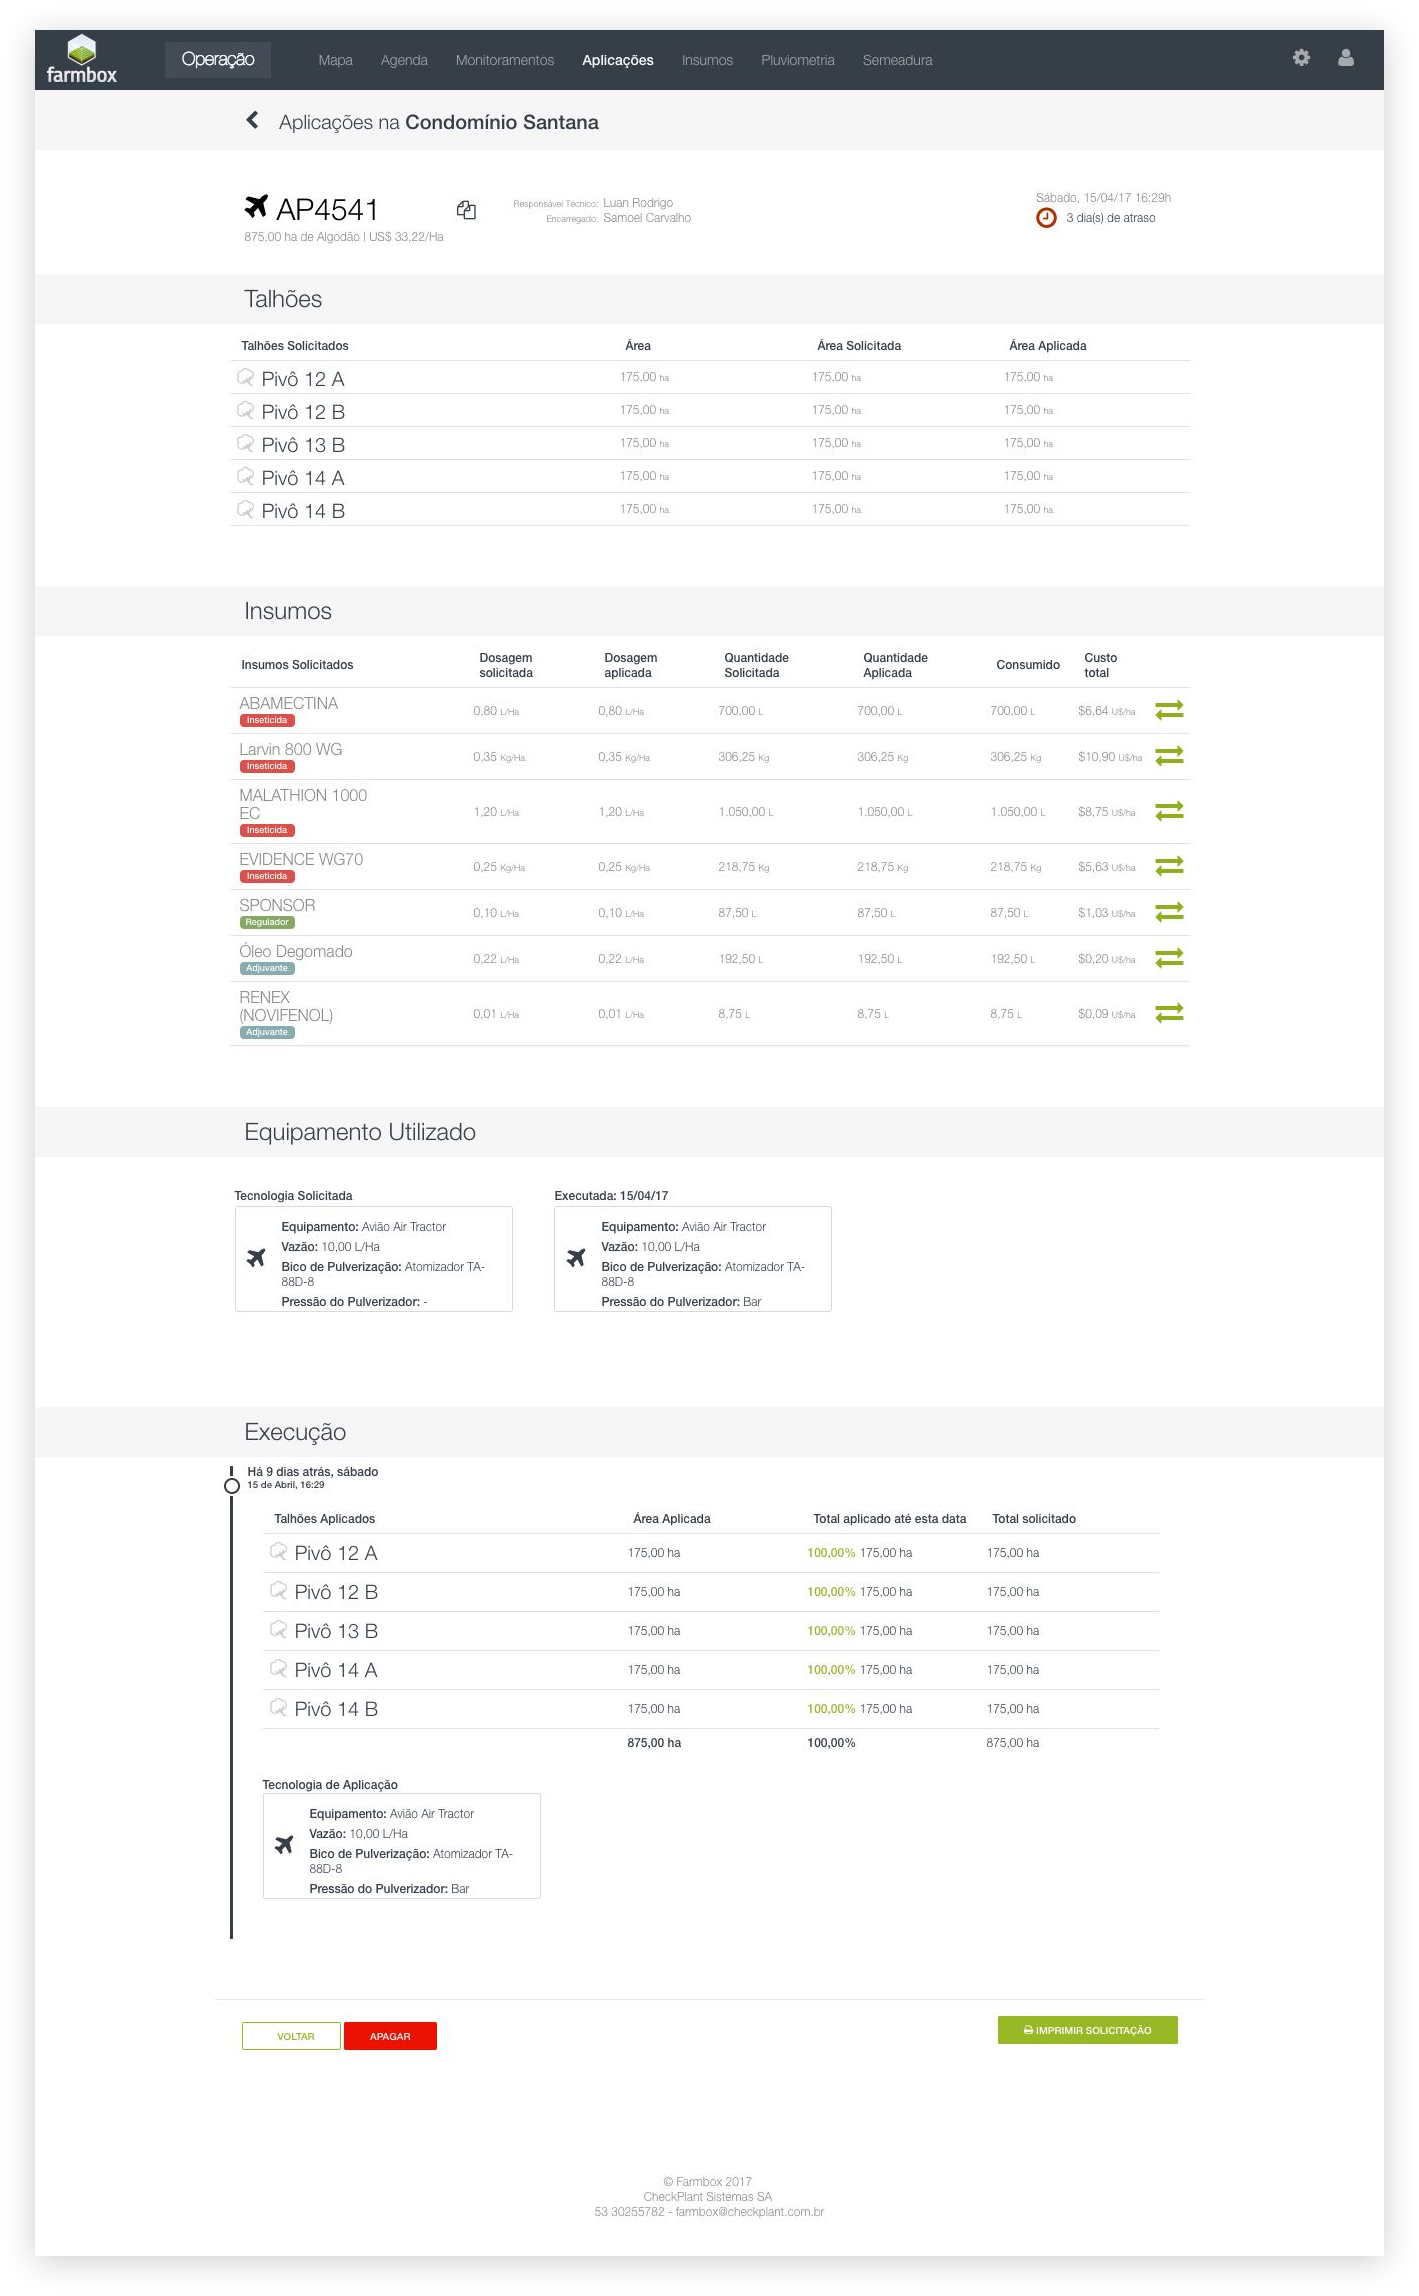 farmbox
Operação Mapa Agenda Monitoramentos Aplicações Insumos Pluviometria Semeadura
Aplicações na Condomínio Santana
AP4541
875,00 ha de Algodão | US$ 33,22/Ha
Responsável Técnico: Luan Rodrigo
Encarregado: Samoel Carvalho
Sábado, 15/04/17 16:29h
3 dia(s) de atraso
Talhões
Talhões Solicitados Área Área Solicitada Área Aplicada
Pivô 12 A 175,00 ha 175,00 ha 175,00 ha
Pivô 12 B 175,00 ha 175,00 ha 175,00 ha
Pivô 13 B 175,00 ha 175,00 ha 175,00 ha
Pivô 14 A 175,00 ha 175,00 ha 175,00 ha
Pivô 14 B 175,00 ha 175,00 ha 175,00 ha
Insumos
Insumos Solicitados Dosagem solicitada Dosagem aplicada Quantidade Solicitada Quantidade Aplicada Consumido Custo total
ABAMECTINA 0,80 L/Ha 0,80 L/Ha 700,00 L 700,00 L 700,00 L $6,64 U$/ha
Inseticida
Larvin 800 WG 0,35 Kg/Ha 0,35 Kg/Ha 306,25 Kg 306,25 Kg 306,25 Kg $10,90 U$/ha
Inseticida
MALATHION 1000
EC 1,20 L/Ha 1,20 L/Ha 1.050,00 L 1.050,00 L 1.050,00 L $8,75 U$/ha
Inseticida
EVIDENCE WG70 0,25 Kg/Ha 0,25 Kg/Ha 218,75 Kg 218,75 Kg 218,75 Kg $5,63 U$/ha
Inseticida
SPONSOR 0,10 L/Ha 0,10 L/Ha 87,50 L 87,50 L 87,50 L $1,03 U$/ha
Regulador
Óleo Degomado 0,22 L/Ha 0,22 L/Ha 192,50 L 192,50 L 192,50 L $0,20 U$/ha
Adjuvante
RENEX
(NOVIFENOL) 0,01 L/Ha 0,01 L/Ha 8,75 L 8,75 L 8,75 L $0,09 U$/ha
Adjuvante
Equipamento Utilizado
Tecnologia Solicitada
Equipamento: Avião Air Tractor
Vazão: 10,00 L/Ha
Bico de Pulverização: Atomizador TA-
88D-8
Pressão do Pulverizador: -
Executada: 15/04/17
Equipamento: Avião Air Tractor
Vazão: 10,00 L/Ha
Bico de Pulverização: Atomizador TA-
88D-8
Pressão do Pulverizador: Bar
Execução
Há 9 dias atrás, sábado
15 de Abril, 16:29
Talhões Aplicados Área Aplicada Total aplicado até esta data Total solicitado
Pivô 12 A 175,00 ha 100,00% 175,00 ha 175,00 ha
Pivô 12 B 175,00 ha 100,00% 175,00 ha 175,00 ha
Pivô 13 B 175,00 ha 100,00% 175,00 ha 175,00 ha
Pivô 14 A 175,00 ha 100,00% 175,00 ha 175,00 ha
Pivô 14 B 175,00 ha 100,00% 175,00 ha 175,00 ha
875,00 ha 100,00% 875,00 ha
Tecnologia de Aplicação
Equipamento: Avião Air Tractor
Vazão: 10,00 L/Ha
Bico de Pulverização: Atomizador TA-
88D-8
Pressão do Pulverizador: Bar
VOLTAR APAGAR IMPRIMIR SOLICITAÇÃO
© Farmbox 2017
CheckPlant Sistemas SA
53 30255782 - farmbox@checkplant.com.br